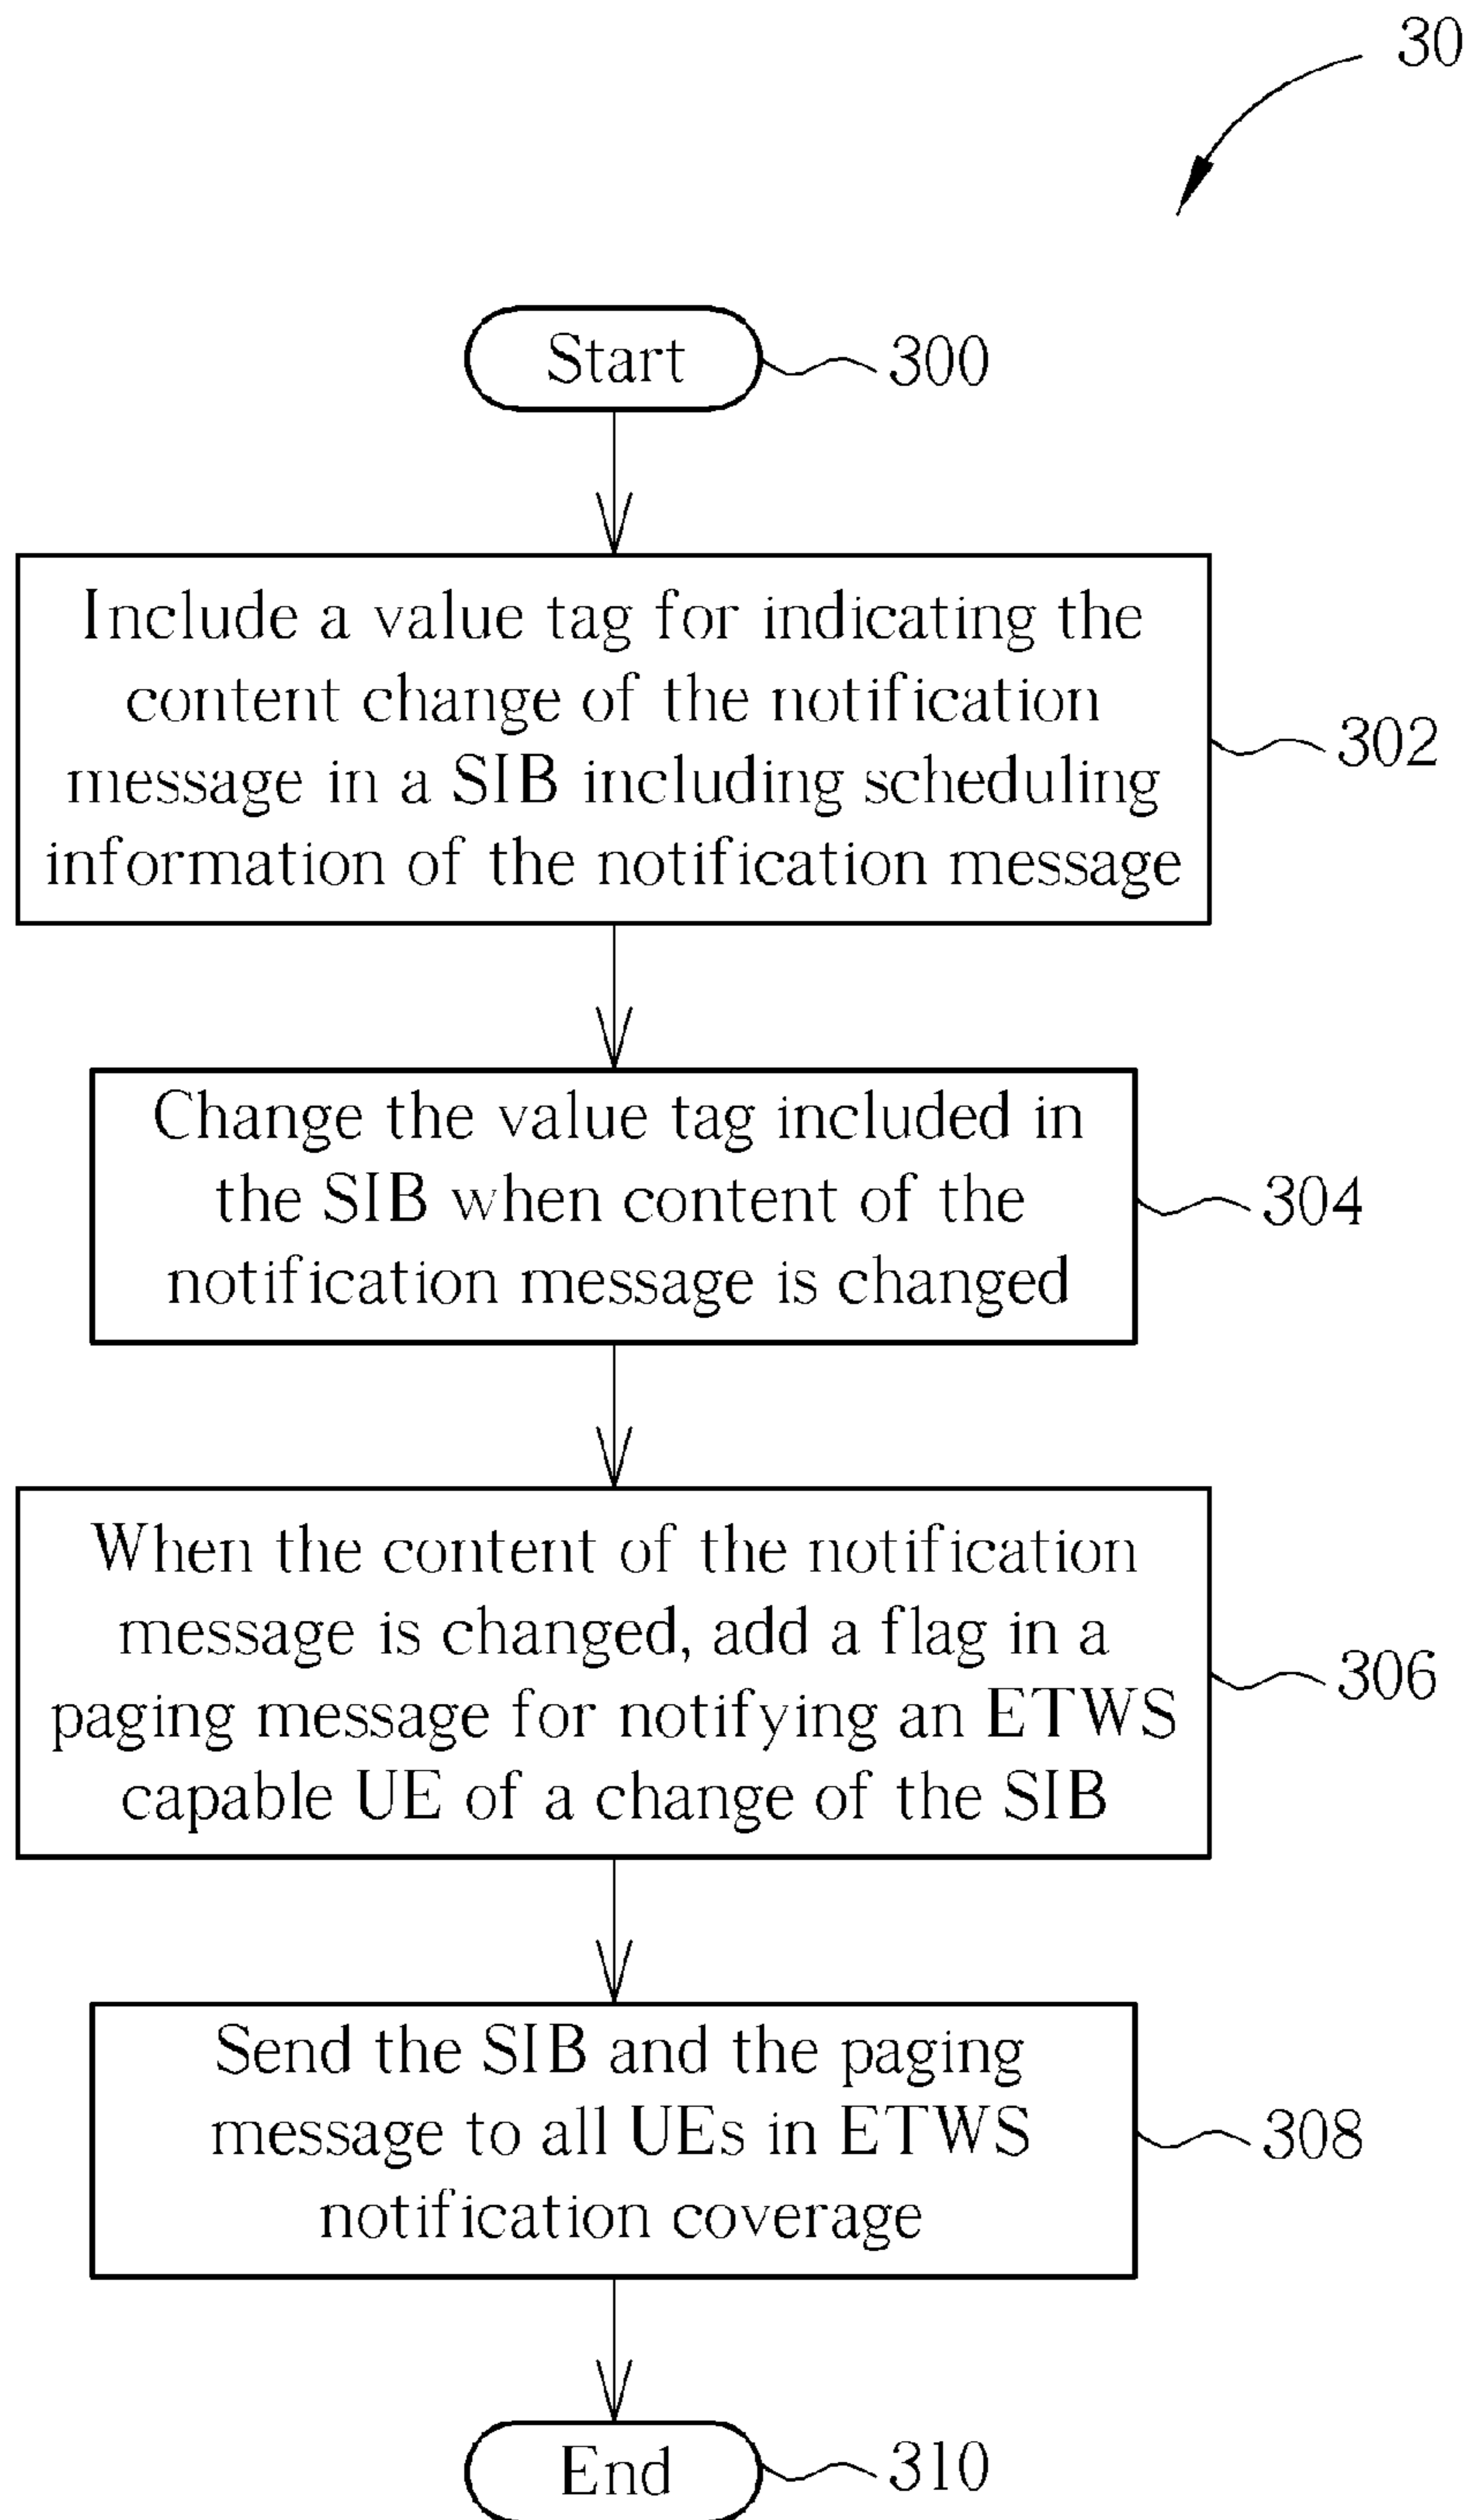 30
Start
300
Include a value tag for indicating the
content change of the notification
message in a SIB including scheduling
information of the notification message
302
Change the value tag included in
the SIB when content of the
notification message is changed
304
When the content of the notification
message is changed, add a flag in a
paging message for notifying an ETWS
capable UE of a change of the SIB
306
Send the SIB and the paging
message to all UEs in ETWS
notification coverage
308
End
310